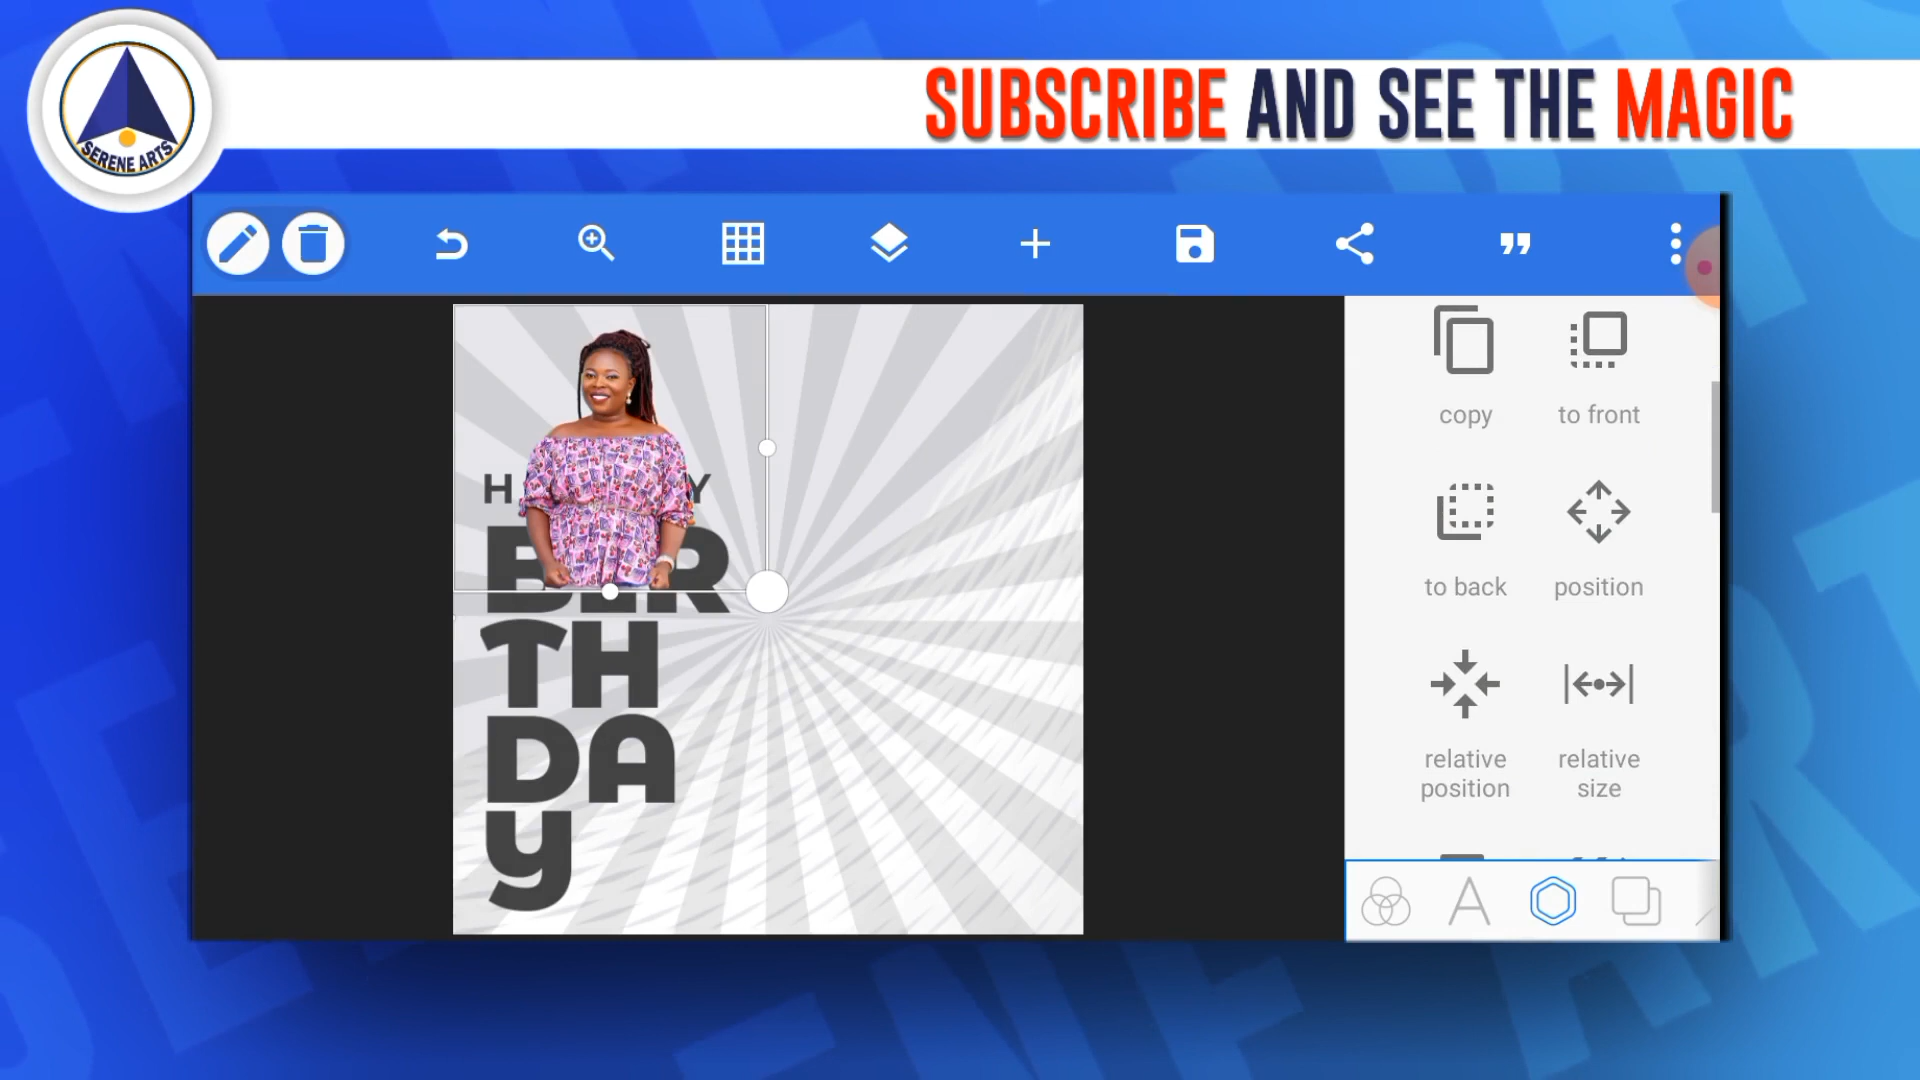 SUBSCRIBE AND SEE THE MAGIC
SERENE ARTS
copy
to front
to back
position
relative position
relative size
H Y
BIR
TH
DA
y